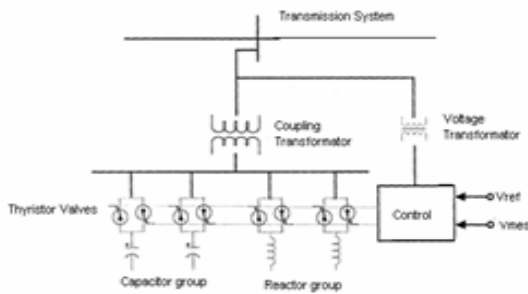 Transmission System
Coupling
Transformator
Voltage
Transformator
Thyristor Valves
Control
Vref
Vmes
Capacitor group
Reactor group